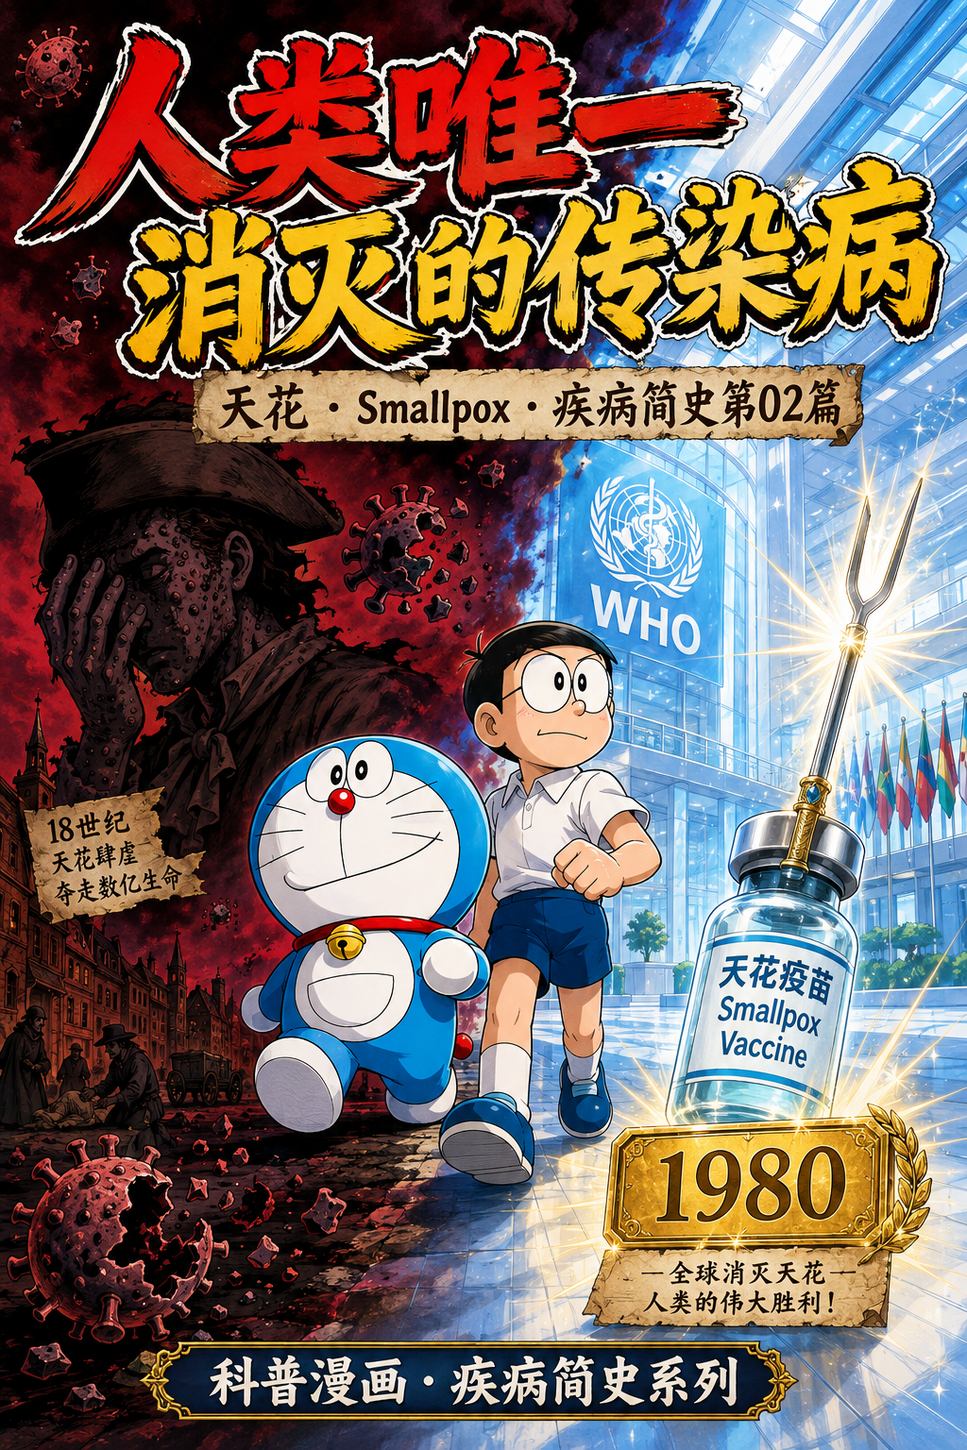 人类唯一
消灭的传染病
天花 · Smallpox · 疾病简史第02篇
WHO
18世纪
天花肆虐
夺走数亿生命
天花疫苗
Smallpox
Vaccine
1980
—全球消灭天花—
人类的伟大胜利！
科普漫画 · 疾病简史系列